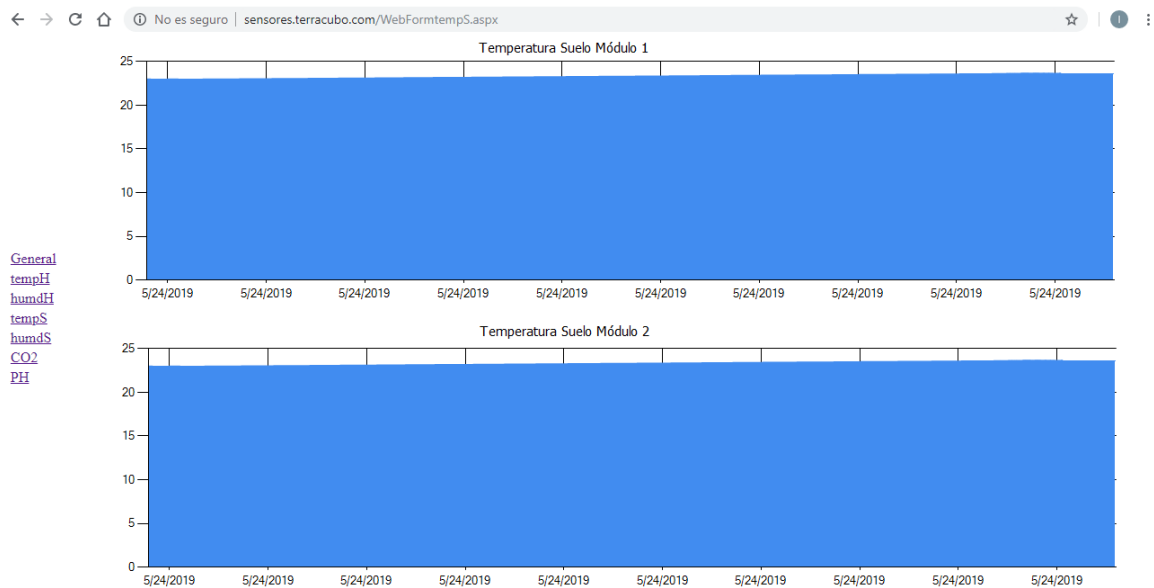 No es seguro | sensores.terracubo.com/WebFormtempS.aspx
I
Temperatura Suelo Módulo 1
25
20
15
10
5
0
5/24/2019 5/24/2019 5/24/2019 5/24/2019 5/24/2019 5/24/2019 5/24/2019 5/24/2019 5/24/2019 5/24/2019
General
tempH
humdH
tempS
humdS
CO2
PH
Temperatura Suelo Módulo 2
25
20
15
10
5
0
5/24/2019 5/24/2019 5/24/2019 5/24/2019 5/24/2019 5/24/2019 5/24/2019 5/24/2019 5/24/2019 5/24/2019